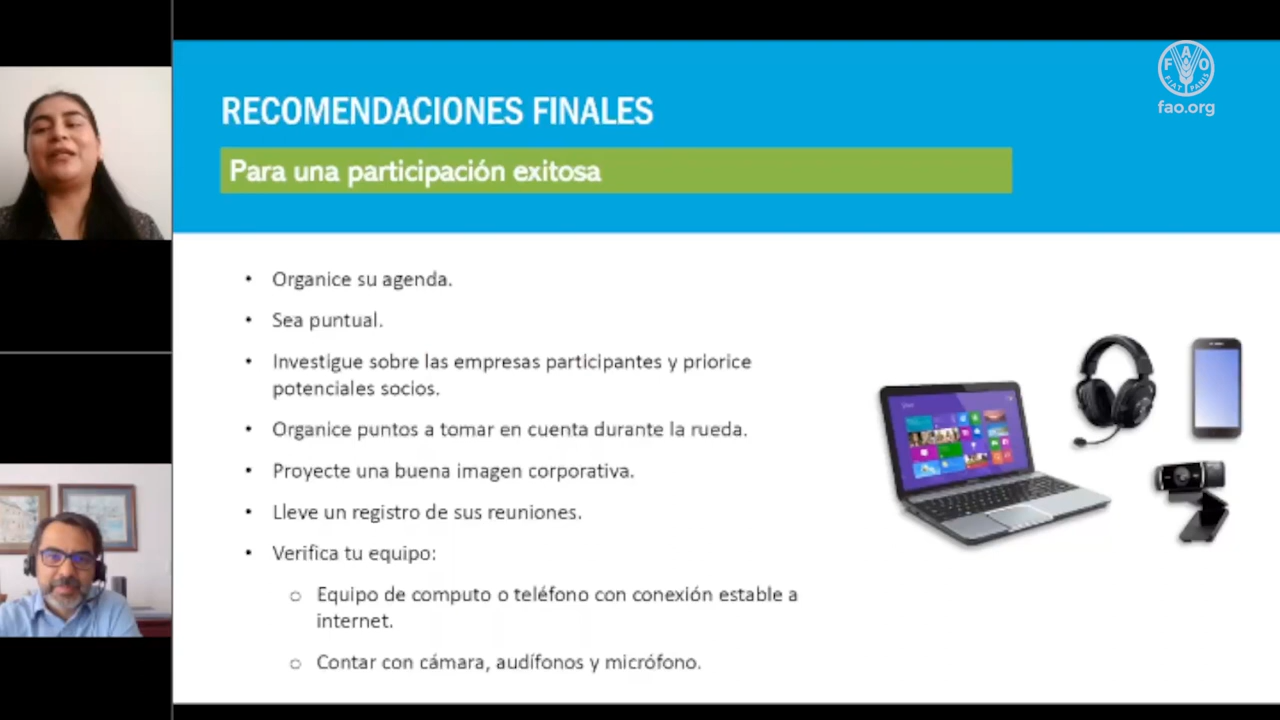 RECOMENDACIONES FINALES
Para una participación exitosa
• Organice su agenda.
• Sea puntual.
• Investigue sobre las empresas participantes y priorice
potenciales socios.
• Organice puntos a tomar en cuenta durante la rueda.
• Proyecte una buena imagen corporativa.
• Lleve un registro de sus reuniones.
• Verifica tu equipo:
o Equipo de computo o teléfono con conexión estable a
internet.
o Contar con cámara, audífonos y micrófono.
F A O
FIAT PANIS
fao.org